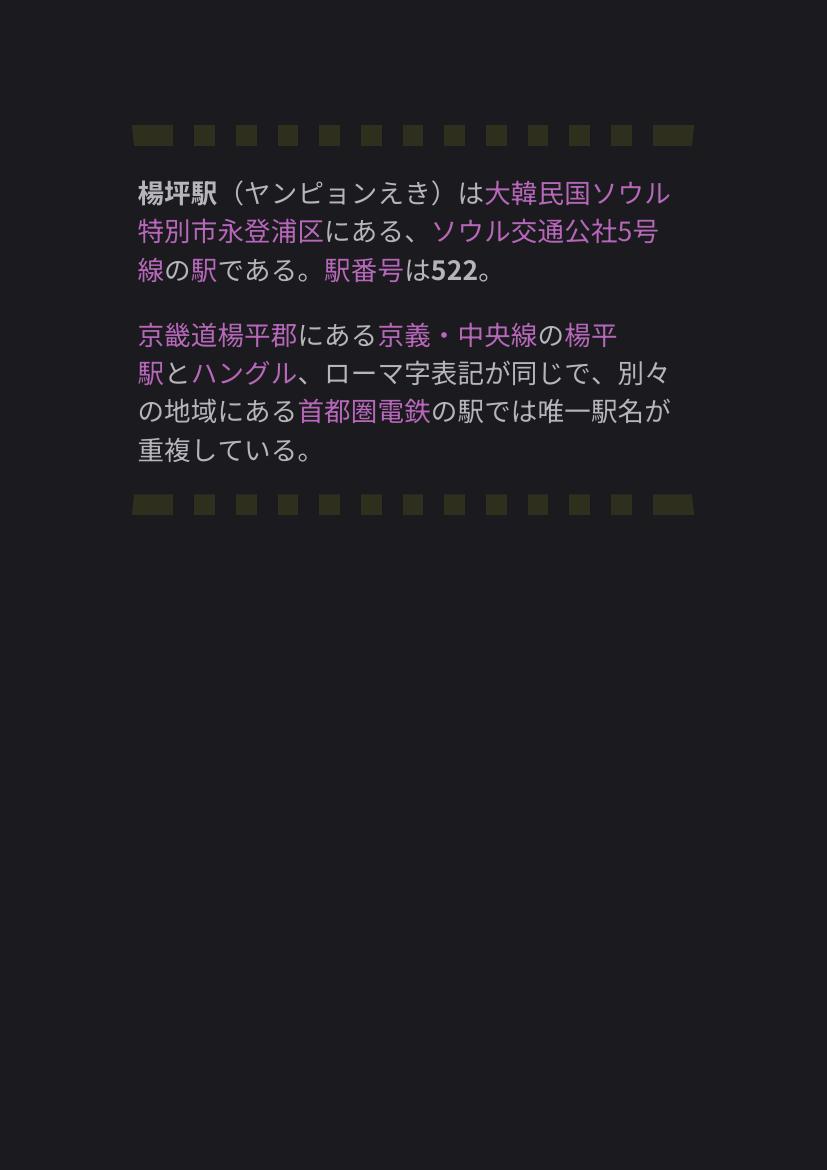 楊坪駅（ヤンピョンえき）は大韓民国ソウル
特別市永登浦区にある、ソウル交通公社5号
線の駅である。駅番号は522。
京畿道楊平郡にある京義・中央線の楊平
駅とハングル、ローマ字表記が同じで、別々
の地域にある首都圏電鉄の駅では唯一駅名が
重複している。